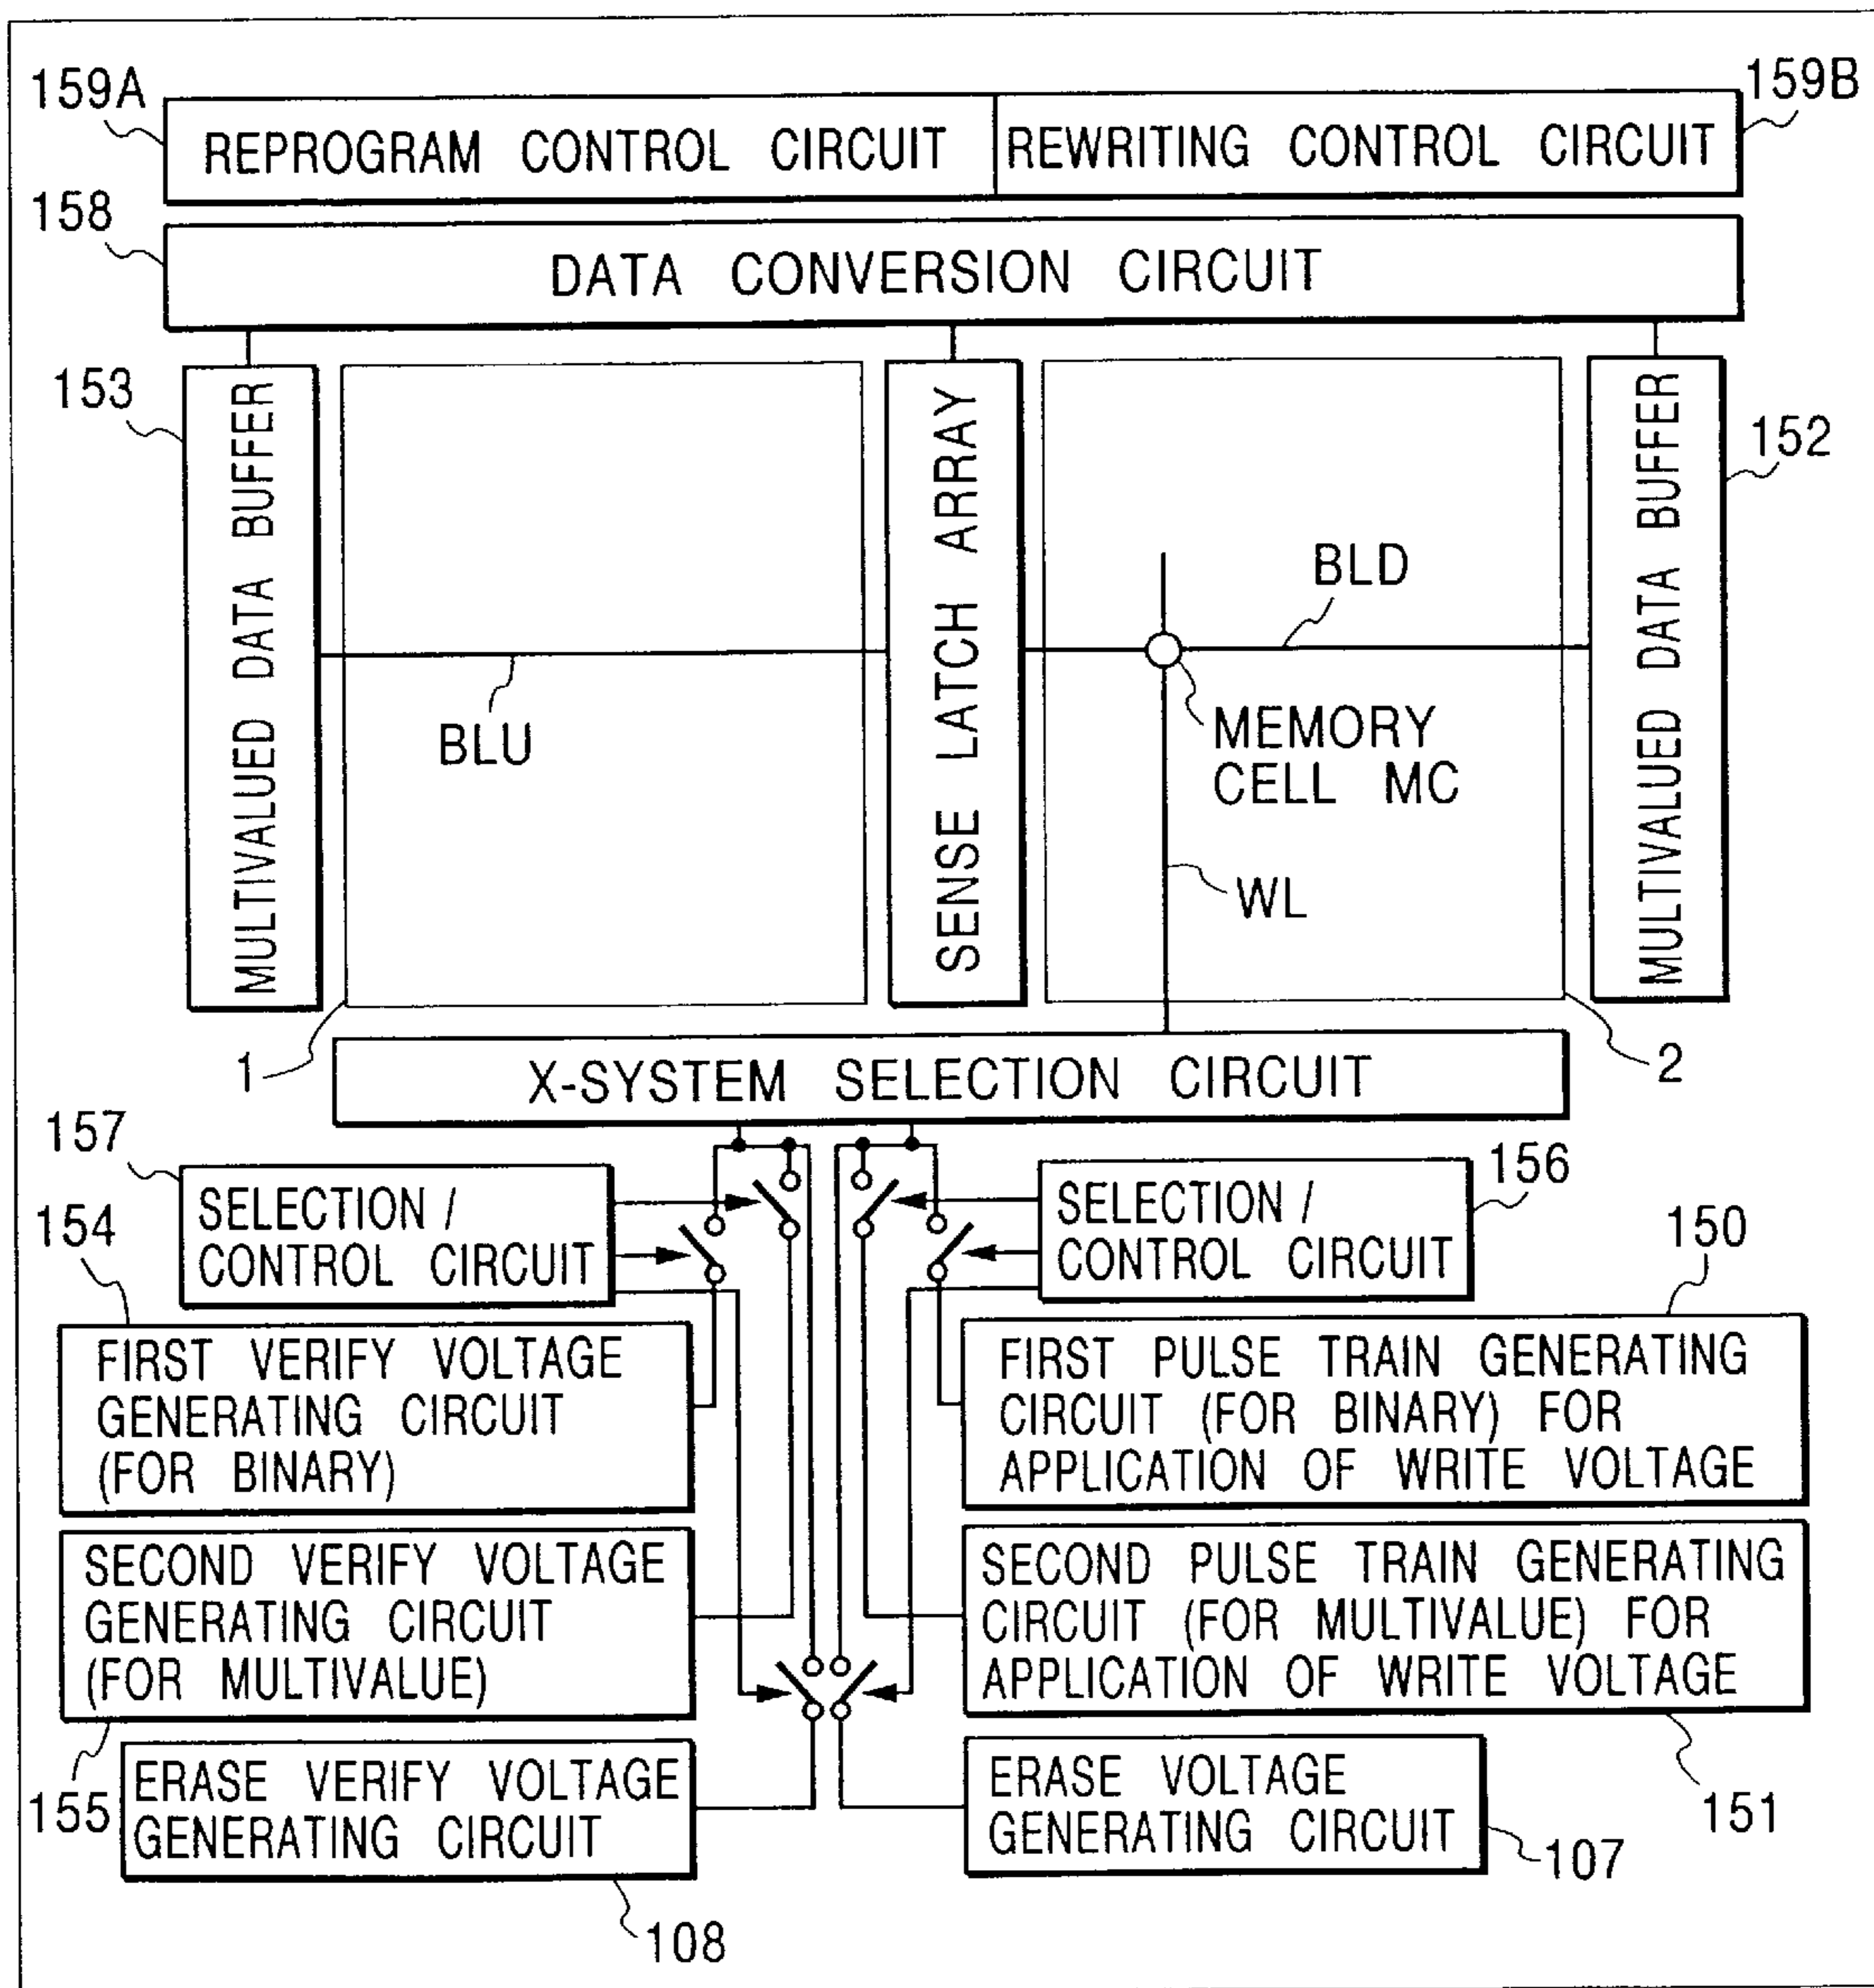 159A
159B
REPROGRAM CONTROL CIRCUIT
REWRITING CONTROL CIRCUIT
158
DATA CONVERSION CIRCUIT
153
MULTIVALUED DATA BUFFER
SENSE LATCH ARRAY
MULTIVALUED DATA BUFFER
152
BLD
BLU
MEMORY
CELL MC
WL
1
2
X-SYSTEM SELECTION CIRCUIT
157
SELECTION /
CONTROL CIRCUIT
156
SELECTION /
CONTROL CIRCUIT
154
FIRST VERIFY VOLTAGE
GENERATING CIRCUIT
(FOR BINARY)
150
FIRST PULSE TRAIN GENERATING
CIRCUIT (FOR BINARY) FOR
APPLICATION OF WRITE VOLTAGE
SECOND VERIFY VOLTAGE
GENERATING CIRCUIT
(FOR MULTIVALUE)
155
SECOND PULSE TRAIN GENERATING
CIRCUIT (FOR MULTIVALUE) FOR
APPLICATION OF WRITE VOLTAGE
151
ERASE VERIFY VOLTAGE
GENERATING CIRCUIT
108
ERASE VOLTAGE
GENERATING CIRCUIT
107